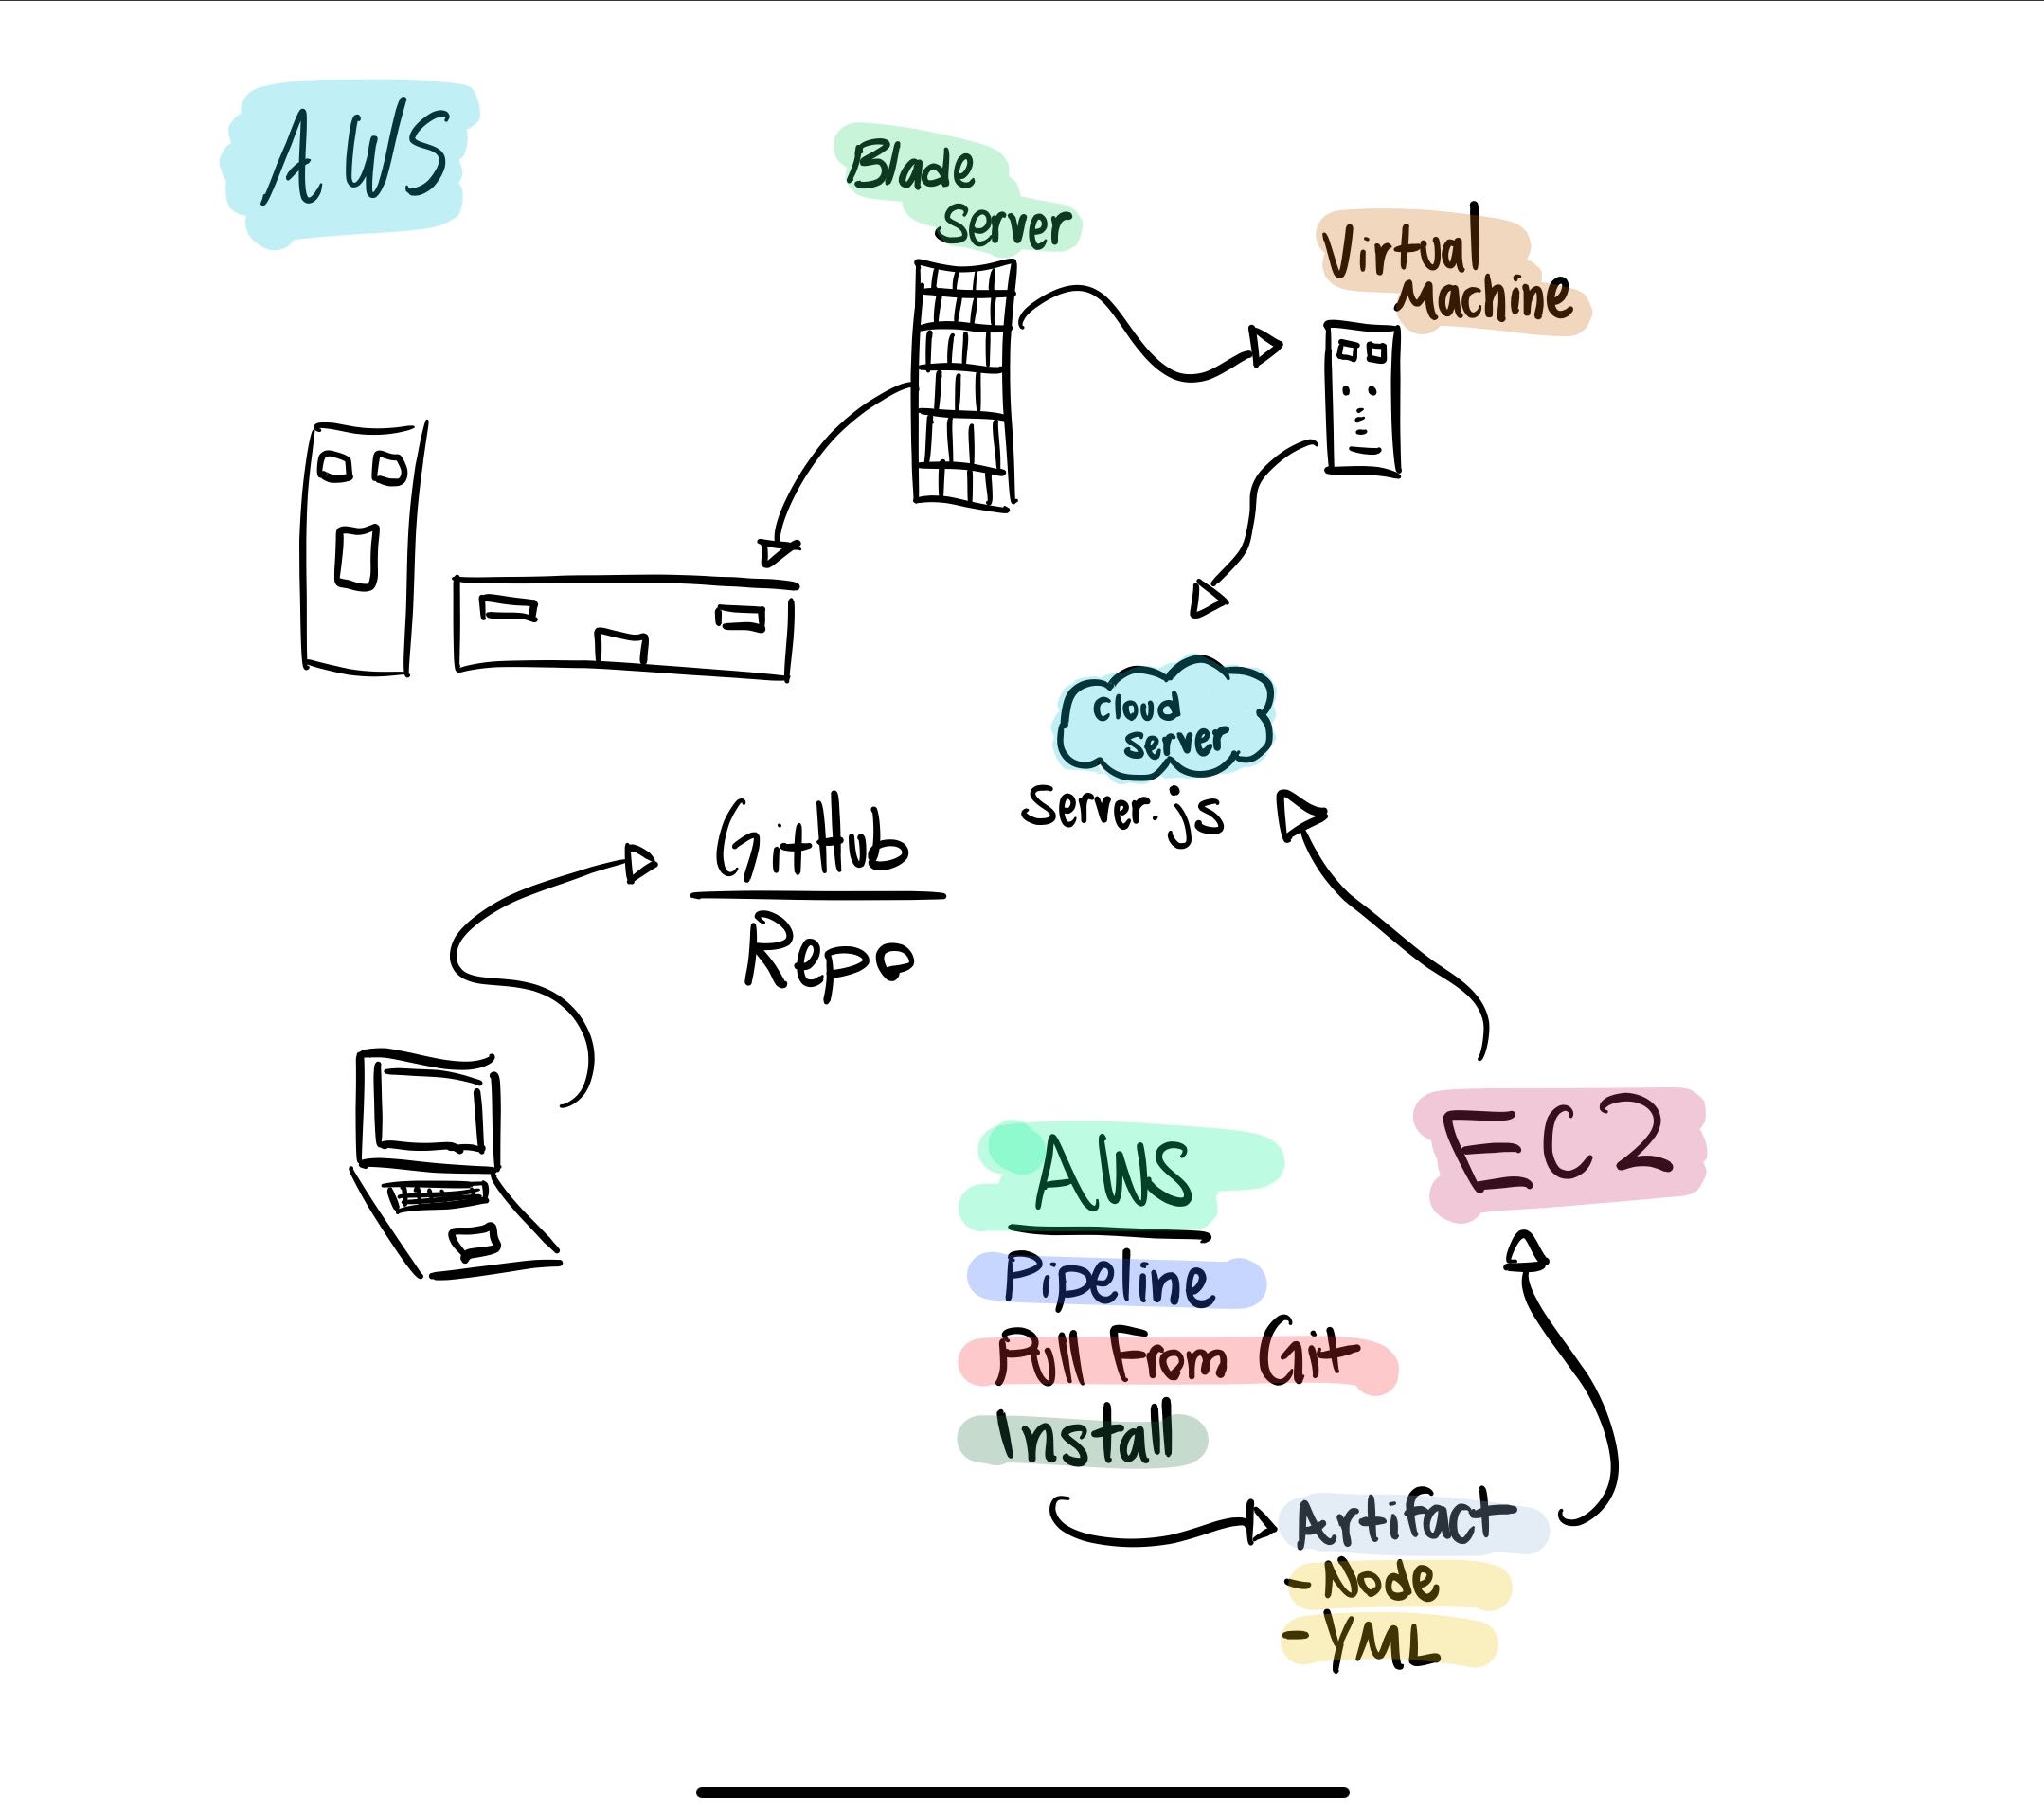 AWS
Blade
Server
Virtual
Machine
Cloud
Server
Server.js
GitHub
Repo
AWS
Pipeline
Pull From Git
Install
EC2
Artifact
- Node
- YML